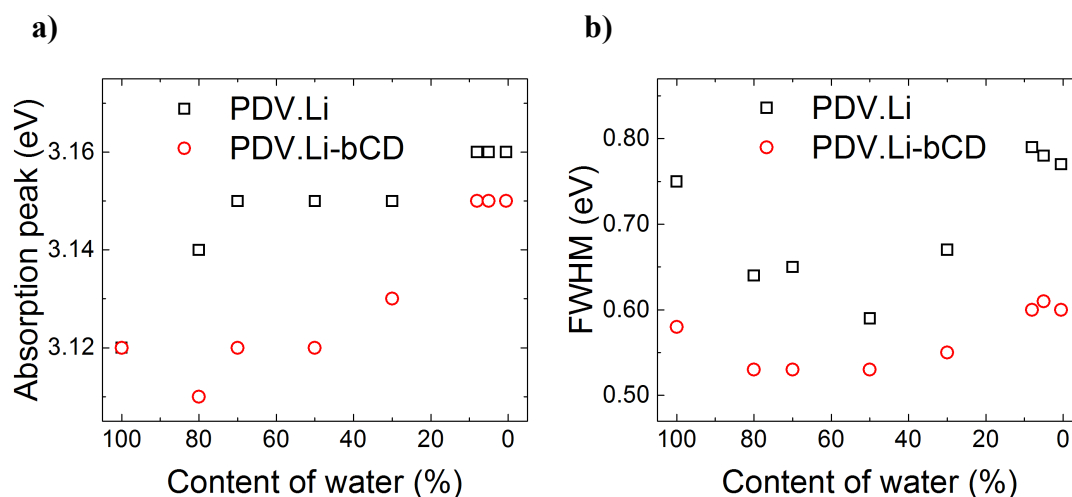 a)
PDV.Li
PDV.Li-bCD
Absorption peak (eV)
3.16
3.14
3.12
100 80 60 40 20 0
Content of water (%)
b)
PDV.Li
PDV.Li-bCD
FWHM (eV)
0.80
0.70
0.60
0.50
100 80 60 40 20 0
Content of water (%)